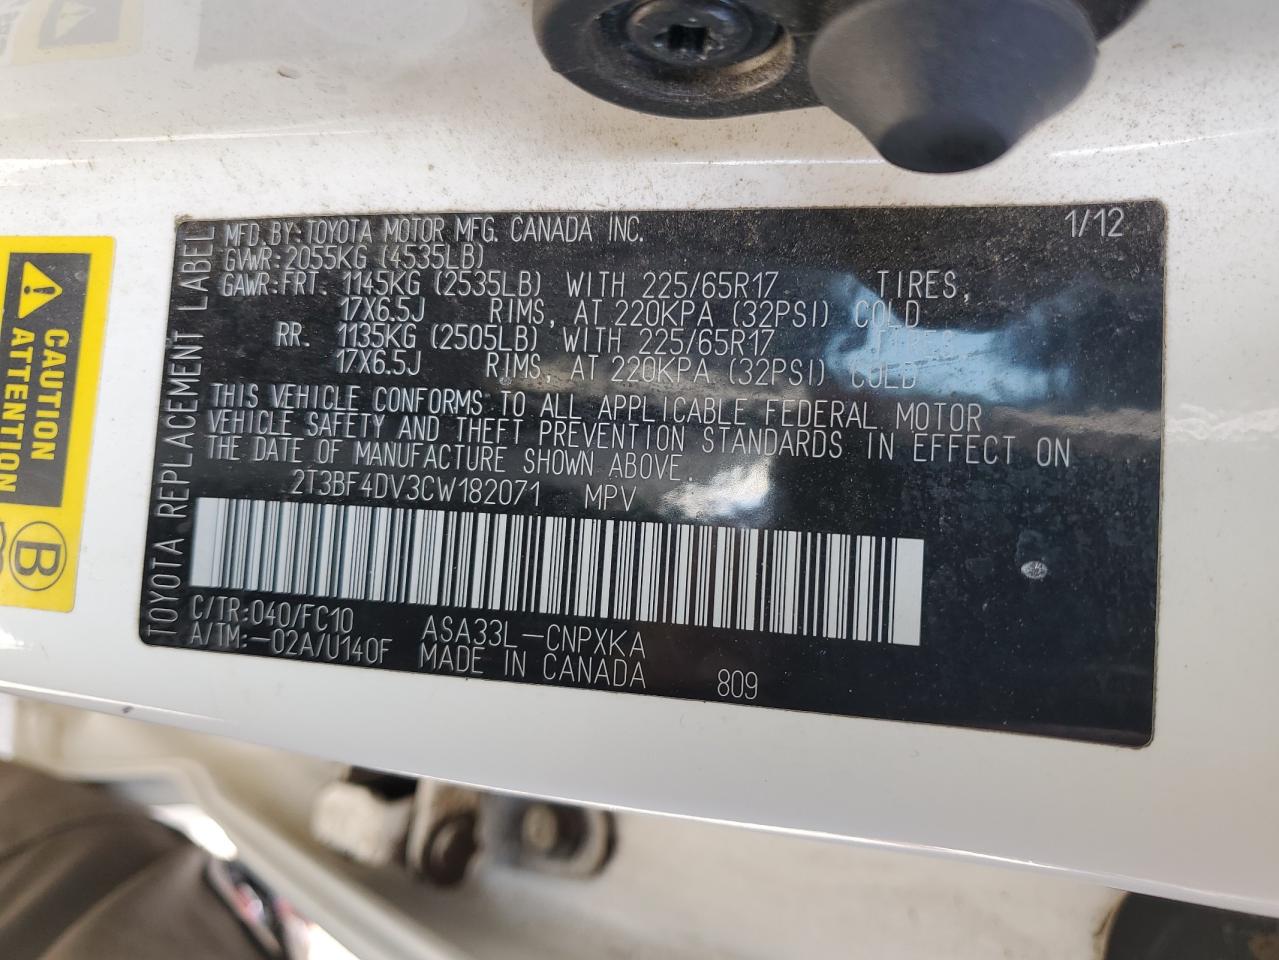 MFD.BY:TOYOTA MOTOR MFG. CANADA INC. 1/12
GVWR:2055KG (4535LB)
GAWR:FRT. 1145KG (2535LB) WITH 225/65R17 TIRES,
17X6.5J RIMS, AT 220KPA (32PSI) COLD
RR. 1135KG (2505LB) WITH 225/65R17 TIRES,
17X6.5J RIMS, AT 220KPA (32PSI) COLD
THIS VEHICLE CONFORMS TO ALL APPLICABLE FEDERAL MOTOR
VEHICLE SAFETY AND THEFT PREVENTION STANDARDS IN EFFECT ON
THE DATE OF MANUFACTURE SHOWN ABOVE.
2T3BF4DV3CW182071 MPV
C/TR:040/FC10 ASA33L-CNPXKA
A/TM:-02A/U140F MADE IN CANADA 809
TOYOTA REPLACEMENT LABEL
CAUTION
ATTENTION
B